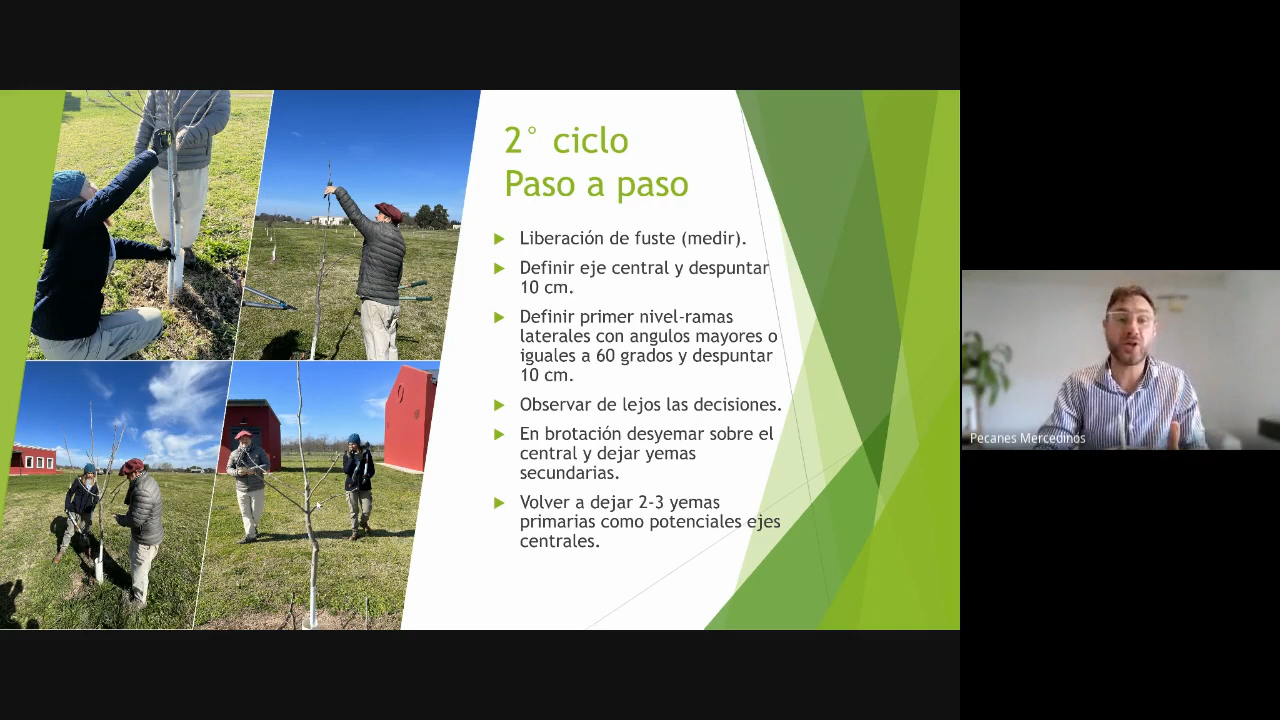 2° ciclo
Paso a paso
Liberación de fuste (medir).
Definir eje central y despuntar
10 cm.
Definir primer nivel-ramas
laterales con angulos mayores o
iguales a 60 grados y despuntar
10 cm.
Observar de lejos las decisiones.
En brotación desyemar sobre el
central y dejar yemas
secundarias.
Volver a dejar 2-3 yemas
primarias como potenciales ejes
centrales.
Pecanes Mercedinos